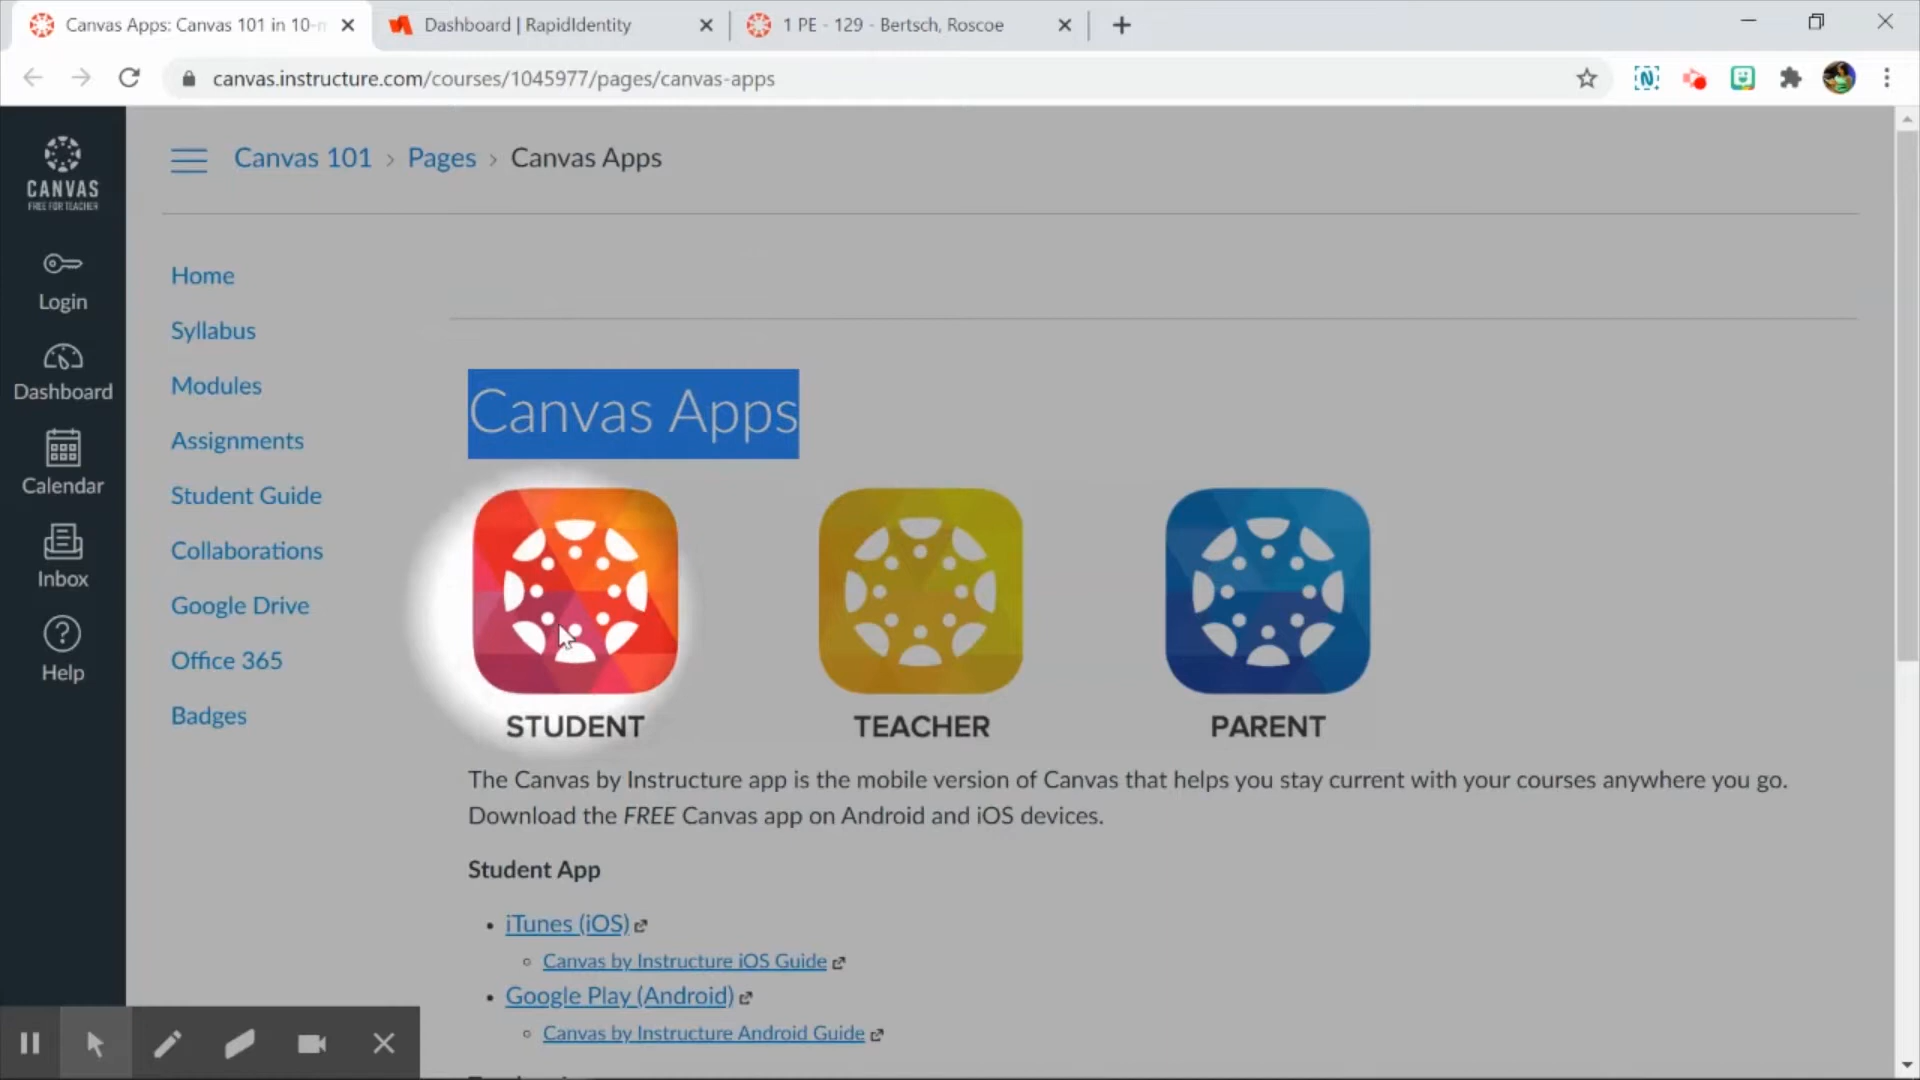 Canvas Apps: Canvas 101 in 10-m
Dashboard | RapidIdentity
1 PE - 129 - Bertsch, Roscoe
canvas.instructure.com/courses/1045977/pages/canvas-apps
CANVAS
FREE FOR TEACHER
Login
Dashboard
Calendar
Inbox
Help
Canvas 101 › Pages › Canvas Apps
Home
Syllabus
Modules
Assignments
Student Guide
Collaborations
Google Drive
Office 365
Badges
Canvas Apps
STUDENT
TEACHER
PARENT
The Canvas by Instructure app is the mobile version of Canvas that helps you stay current with your courses anywhere you go.
Download the FREE Canvas app on Android and iOS devices.
Student App
iTunes (iOS)
Canvas by Instructure iOS Guide
Google Play (Android)
Canvas by Instructure Android Guide